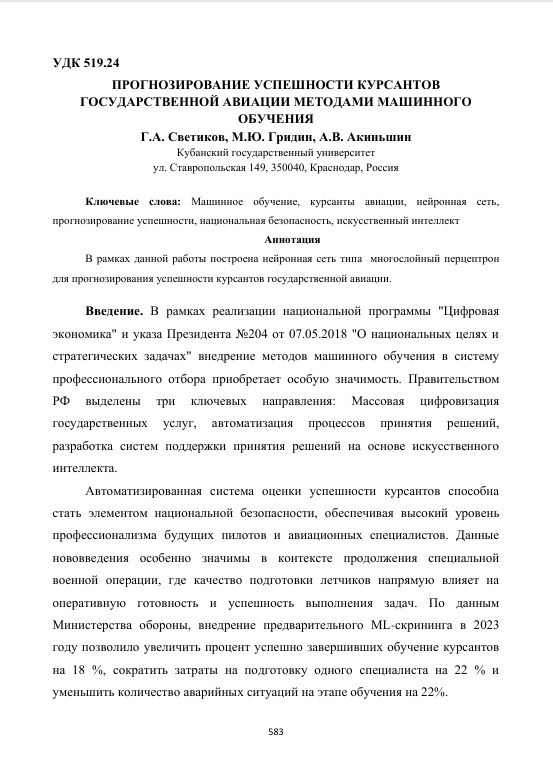 УДК 519.24
ПРОГНОЗИРОВАНИЕ УСПЕШНОСТИ КУРСАНТОВ
ГОСУДАРСТВЕННОЙ АВИАЦИИ МЕТОДАМИ МАШИННОГО
ОБУЧЕНИЯ
Г.А. Светиков, М.Ю. Гридин, А.В. Акиньшин
Кубанский государственный университет
ул. Ставропольская 149, 350040, Краснодар, Россия
Ключевые слова: Машинное обучение, курсанты авиации, нейронная сеть,
прогнозирование успешности, национальная безопасность, искусственный интеллект
Аннотация
В рамках данной работы построена нейронная сеть типа многослойный перцептрон
для прогнозирования успешности курсантов государственной авиации.
Введение. В рамках реализации национальной программы "Цифровая
экономика" и указа Президента №204 от 07.05.2018 "О национальных целях и
стратегических задачах" внедрение методов машинного обучения в систему
профессионального отбора приобретает особую значимость. Правительством
РФ выделены три ключевых направления: Массовая цифровизация
государственных услуг, автоматизация процессов принятия решений,
разработка систем поддержки принятия решений на основе искусственного
интеллекта.
Автоматизированная система оценки успешности курсантов способна
стать элементом национальной безопасности, обеспечивая высокий уровень
профессионализма будущих пилотов и авиационных специалистов. Данные
нововведения особенно значимы в контексте продолжения специальной
военной операции, где качество подготовки летчиков напрямую влияет на
оперативную готовность и успешность выполнения задач. По данным
Министерства обороны, внедрение предварительного ML-скрининга в 2023
году позволило увеличить процент успешно завершивших обучение курсантов
на 18 %, сократить затраты на подготовку одного специалиста на 22 % и
уменьшить количество аварийных ситуаций на этапе обучения на 22%.
583